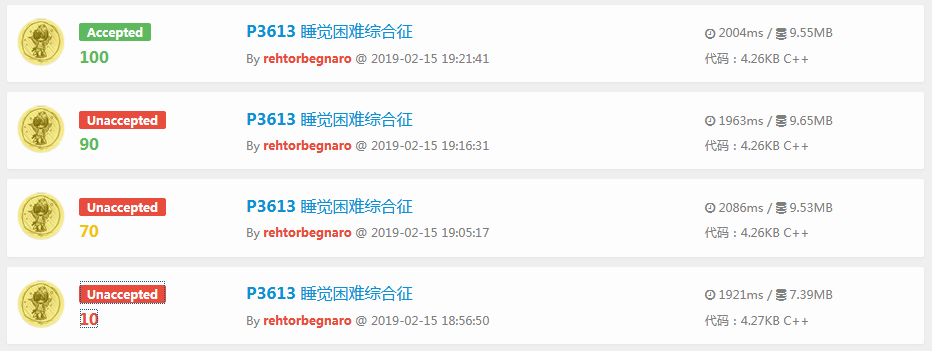 Accepted P3613 睡觉困难综合征 2004ms / 9.55MB
100 By rehtorbegnaro @ 2019-02-15 19:21:41 代码：4.26KB C++
Unaccepted P3613 睡觉困难综合征 1963ms / 9.65MB
90 By rehtorbegnaro @ 2019-02-15 19:16:31 代码：4.26KB C++
Unaccepted P3613 睡觉困难综合征 2086ms / 9.53MB
70 By rehtorbegnaro @ 2019-02-15 19:05:17 代码：4.26KB C++
Unaccepted P3613 睡觉困难综合征 1921ms / 7.39MB
10 By rehtorbegnaro @ 2019-02-15 18:56:50 代码：4.27KB C++